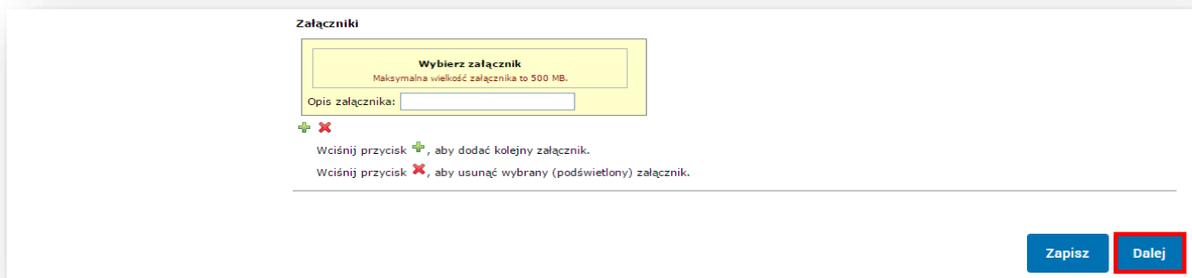 Załączniki
Wybierz załącznik
Maksymalna wielkość załącznika to 500 MB.
Opis załącznika:
Wciśnij przycisk , aby dodać kolejny załącznik.
Wciśnij przycisk , aby usunąć wybrany (podświetlony) załącznik.
Zapisz Dalej